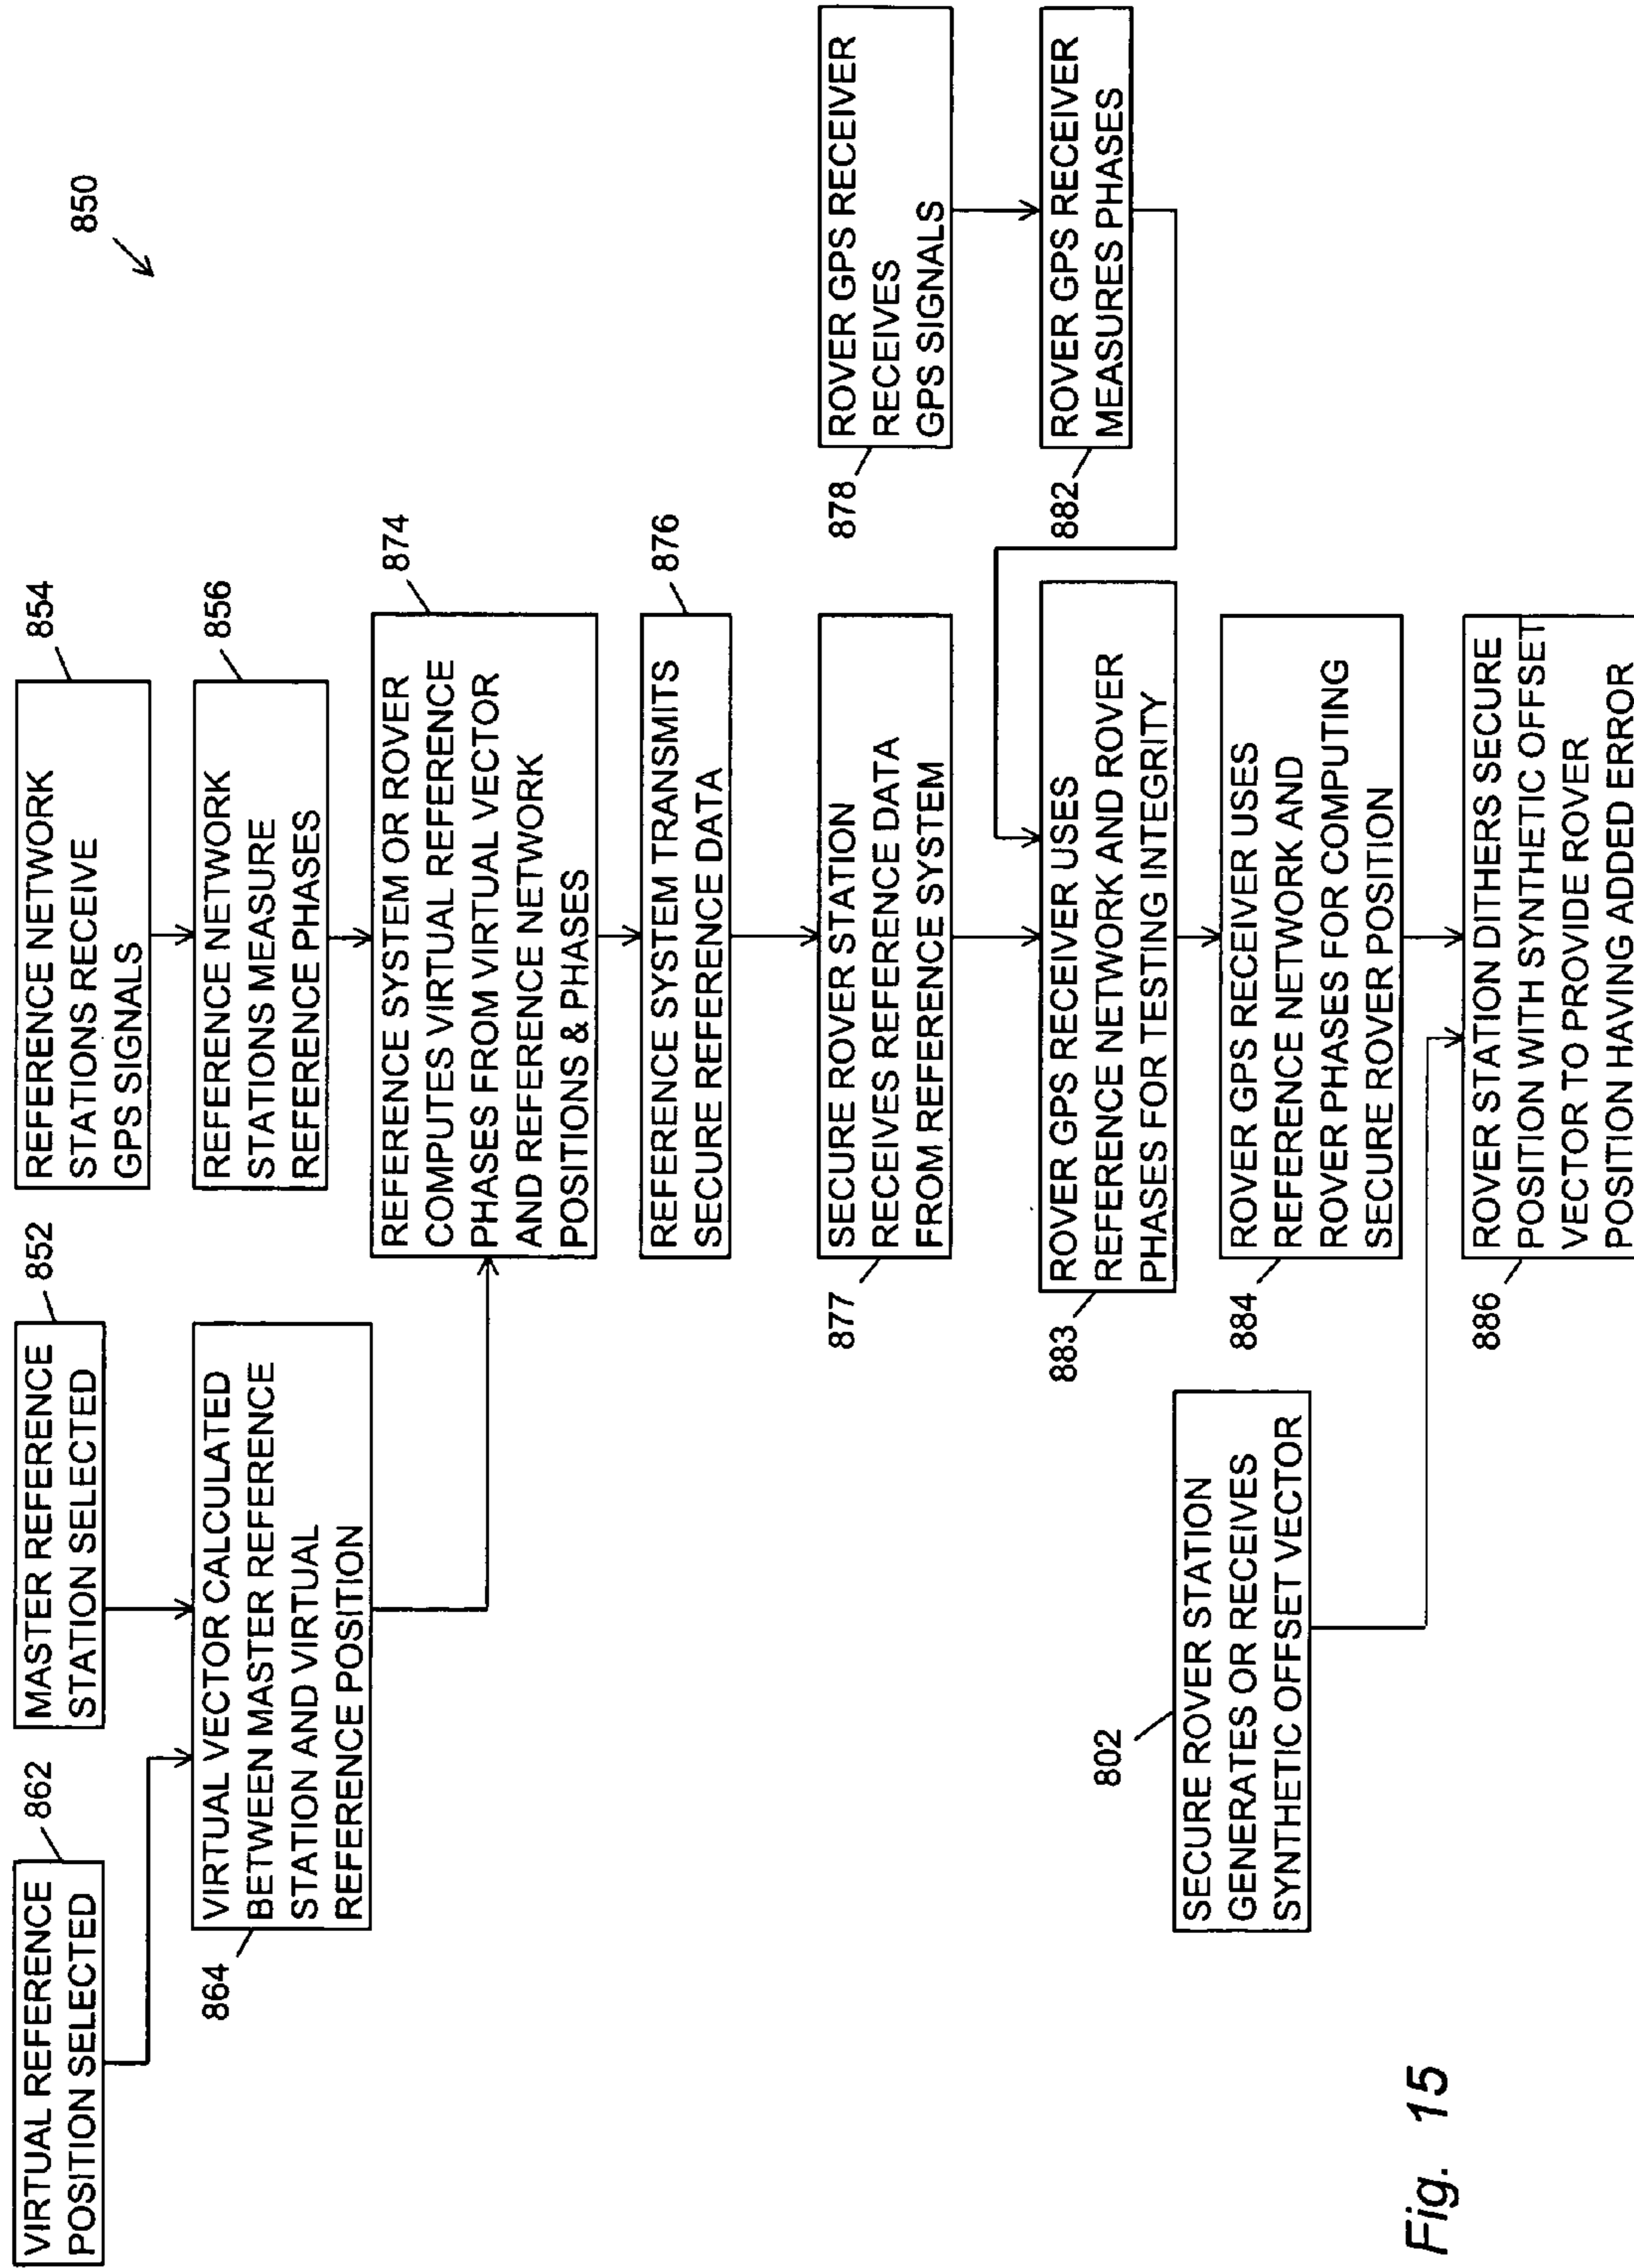 850
VIRTUAL REFERENCE
POSITION SELECTED
862
MASTER REFERENCE
STATION SELECTED
852
REFERENCE NETWORK
STATIONS RECEIVE
GPS SIGNALS
854
VIRTUAL VECTOR CALCULATED
BETWEEN MASTER REFERENCE
STATION AND VIRTUAL
REFERENCE POSITION
864
REFERENCE NETWORK
STATIONS MEASURE
REFERENCE PHASES
856
REFERENCE SYSTEM OR ROVER
COMPUTES VIRTUAL REFERENCE
PHASES FROM VIRTUAL VECTOR
AND REFERENCE NETWORK
POSITIONS & PHASES
874
REFERENCE SYSTEM TRANSMITS
SECURE REFERENCE DATA
876
SECURE ROVER STATION
RECEIVES REFERENCE DATA
FROM REFERENCE SYSTEM
877
ROVER GPS RECEIVER
RECEIVES
GPS SIGNALS
878
ROVER GPS RECEIVER
MEASURES PHASES
882
ROVER GPS RECEIVER USES
REFERENCE NETWORK AND ROVER
PHASES FOR TESTING INTEGRITY
883
ROVER GPS RECEIVER USES
REFERENCE NETWORK AND
ROVER PHASES FOR COMPUTING
SECURE ROVER POSITION
884
802
SECURE ROVER STATION
GENERATES OR RECEIVES
SYNTHETIC OFFSET VECTOR
ROVER STATION DITHERS SECURE
POSITION WITH SYNTHETIC OFFSET
VECTOR TO PROVIDE ROVER
POSITION HAVING ADDED ERROR
886
Fig. 15